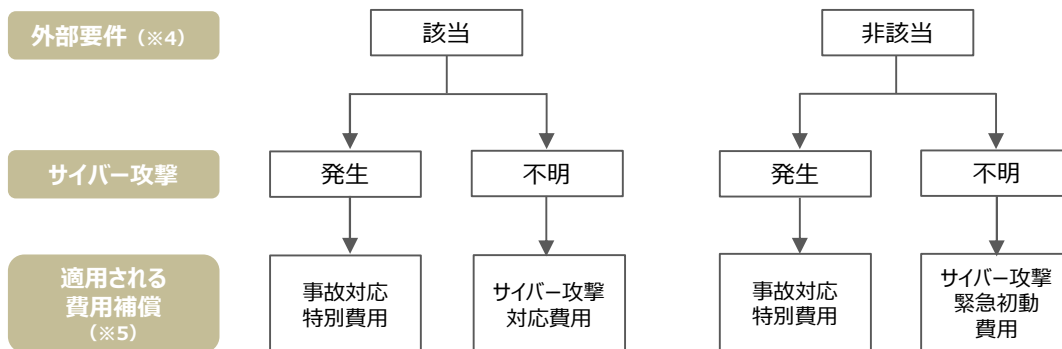 外部要件（※4）
該当
非該当
サイバー攻撃
発生
不明
発生
不明
適用される
費用補償
（※5）
事故対応
特別費用
サイバー攻撃
対応費用
事故対応
特別費用
サイバー攻撃
緊急初動
費用